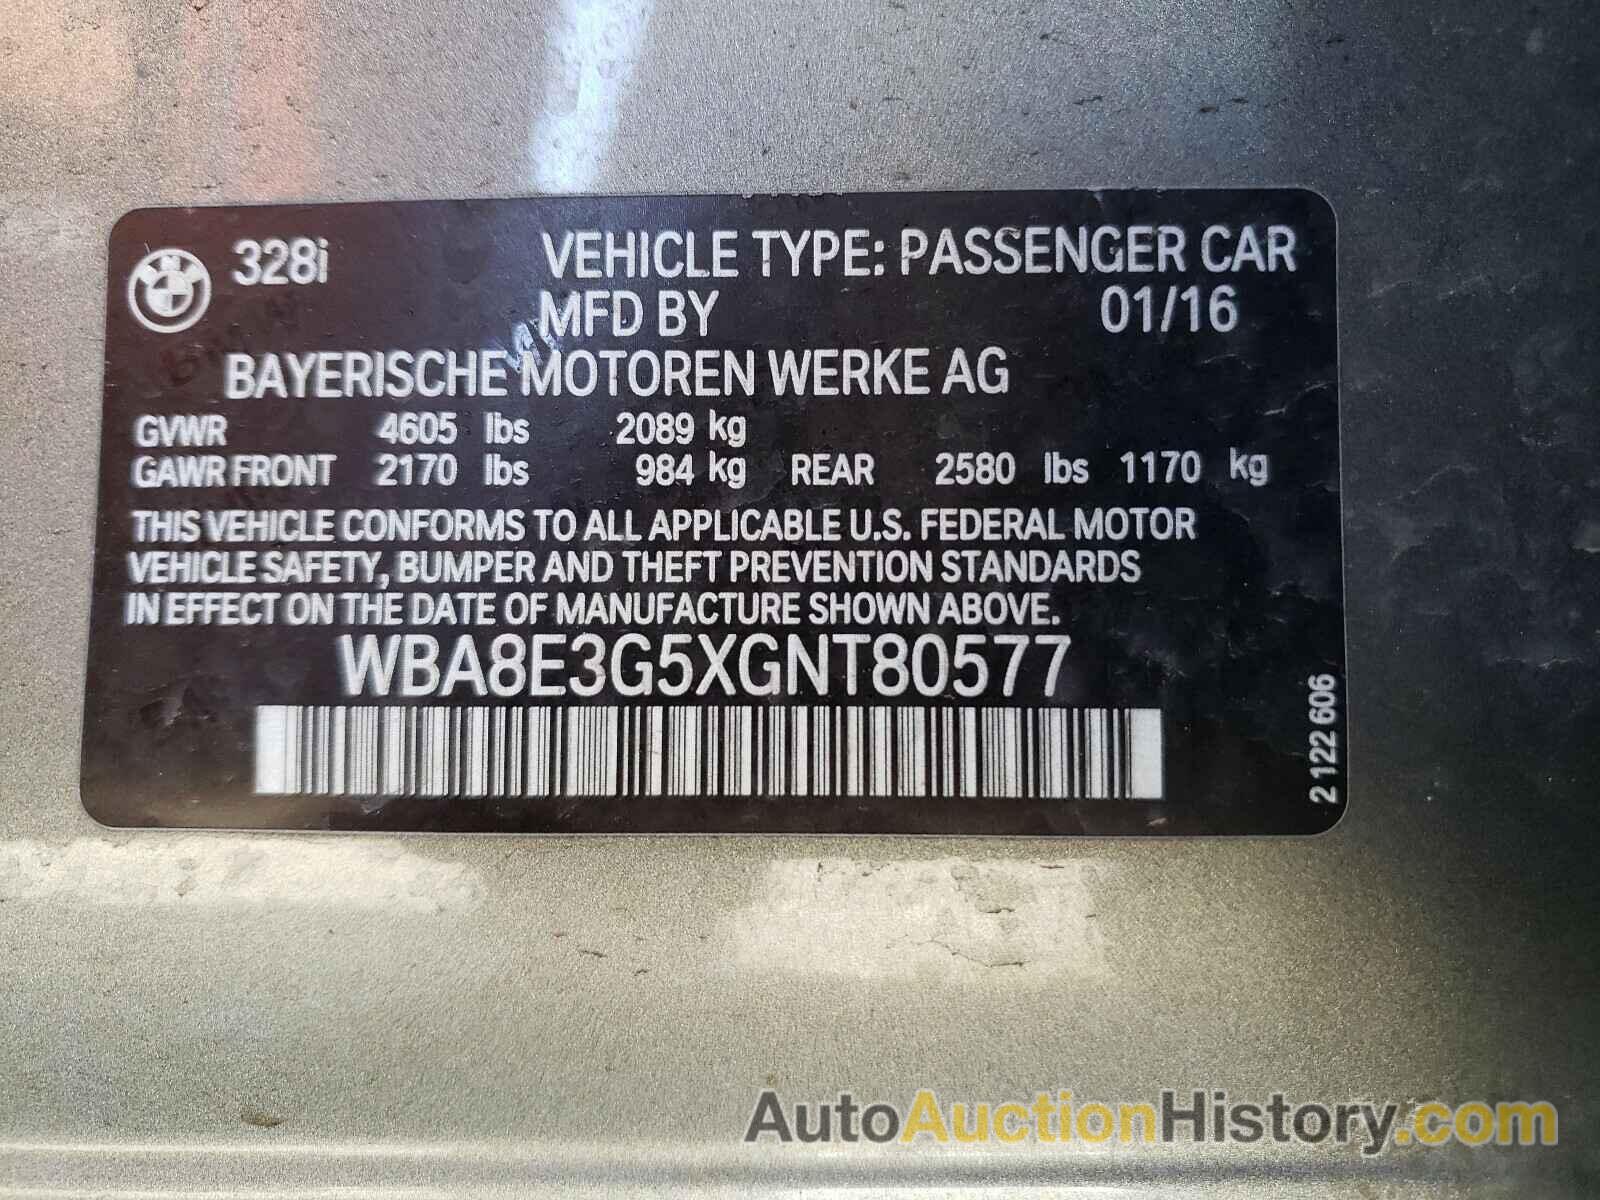 328i VEHICLE TYPE: PASSENGER CAR
MFD BY 01/16
BAYERISCHE MOTOREN WERKE AG
GVWR 4605 lbs 2089 kg
GAWR FRONT 2170 lbs 984 kg REAR 2580 lbs 1170 kg
THIS VEHICLE CONFORMS TO ALL APPLICABLE U.S. FEDERAL MOTOR
VEHICLE SAFETY, BUMPER AND THEFT PREVENTION STANDARDS
IN EFFECT ON THE DATE OF MANUFACTURE SHOWN ABOVE.
WBA8E3G5XGNT80577
2 122 606
AutoAuctionHistory.com